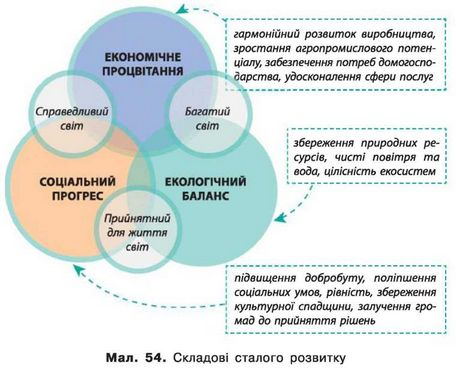 ЕКОНОМІЧНЕ
ПРОЦВІТАННЯ
гармонійний розвиток виробництва,
зростання агропромислового потен-
ціалу, забезпечення потреб домогоспо-
дарства, удосконалення сфери послуг
Справедливий
світ
Багатий
світ
збереження природних ре-
сурсів, чисті повітря та
вода, цілісність екосистем
СОЦІАЛЬНИЙ
ПРОГРЕС
ЕКОЛОГІЧНИЙ
БАЛАНС
Прийнятний
для життя
світ
підвищення добробуту, поліпшення
соціальних умов, рівність, збереження
культурної спадщини, залучення гро-
мад до прийняття рішень
Мал. 54. Складові сталого розвитку